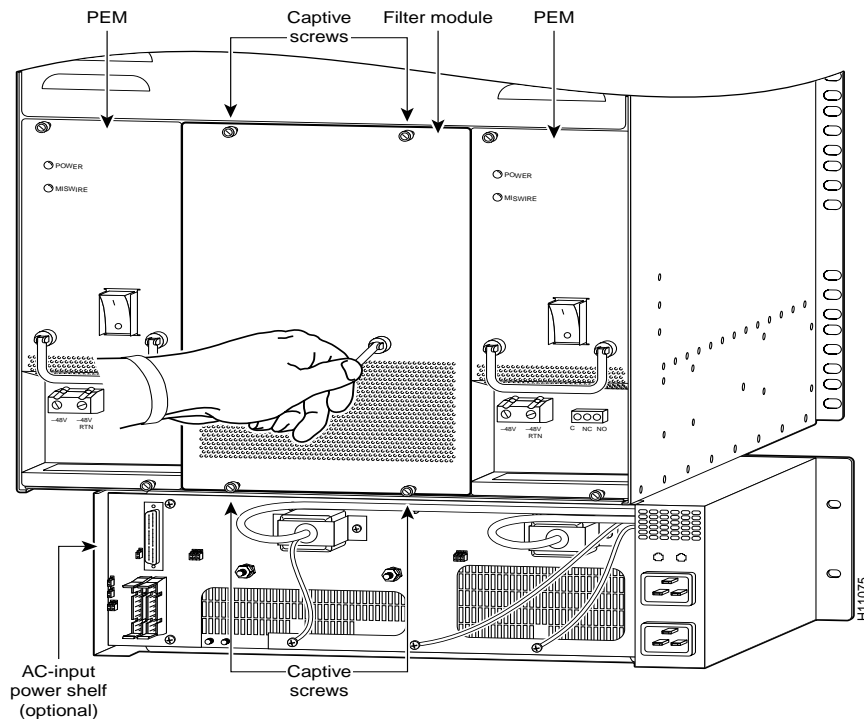 PEM
Captive
screws
Filter module
PEM
POWER
MISWIRE
POWER
MISWIRE
–48V
–48V
RTN
–48V
–48V
RTN
C NC NO
H11075
AC-input
power shelf
(optional)
Captive
screws